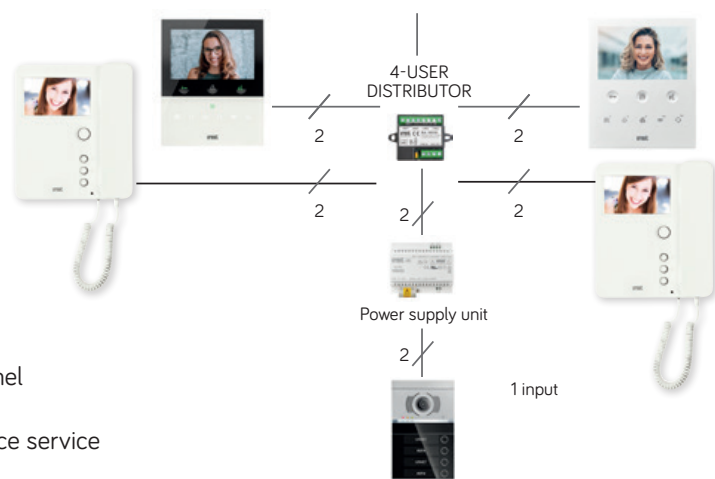 4-USER
DISTRIBUTOR
2
2
2
2
2
Power supply unit
2
1 input
nel
ce service